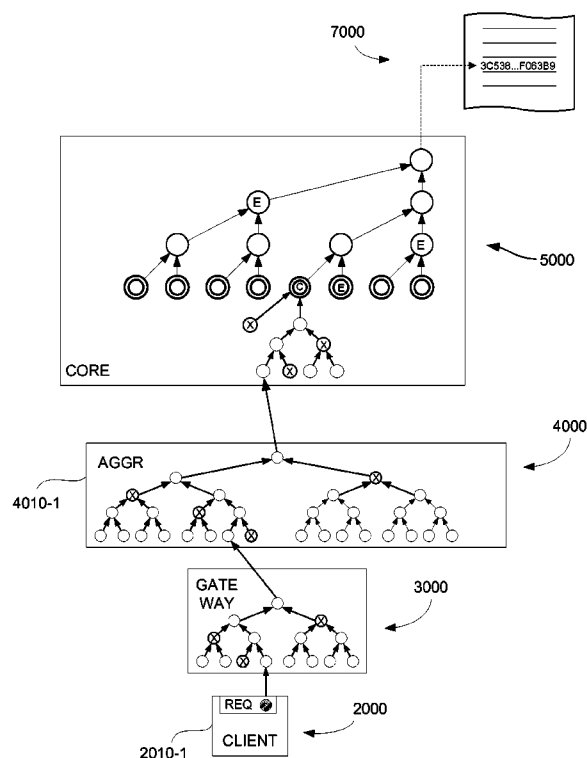 7000
3C538...F063B9
E
E
5000
C
E
X
X
X
CORE
4000
AGGR
X
X
4010-1
X
X
GATE
WAY
3000
X
X
X
REQ
2000
CLIENT
2010-1